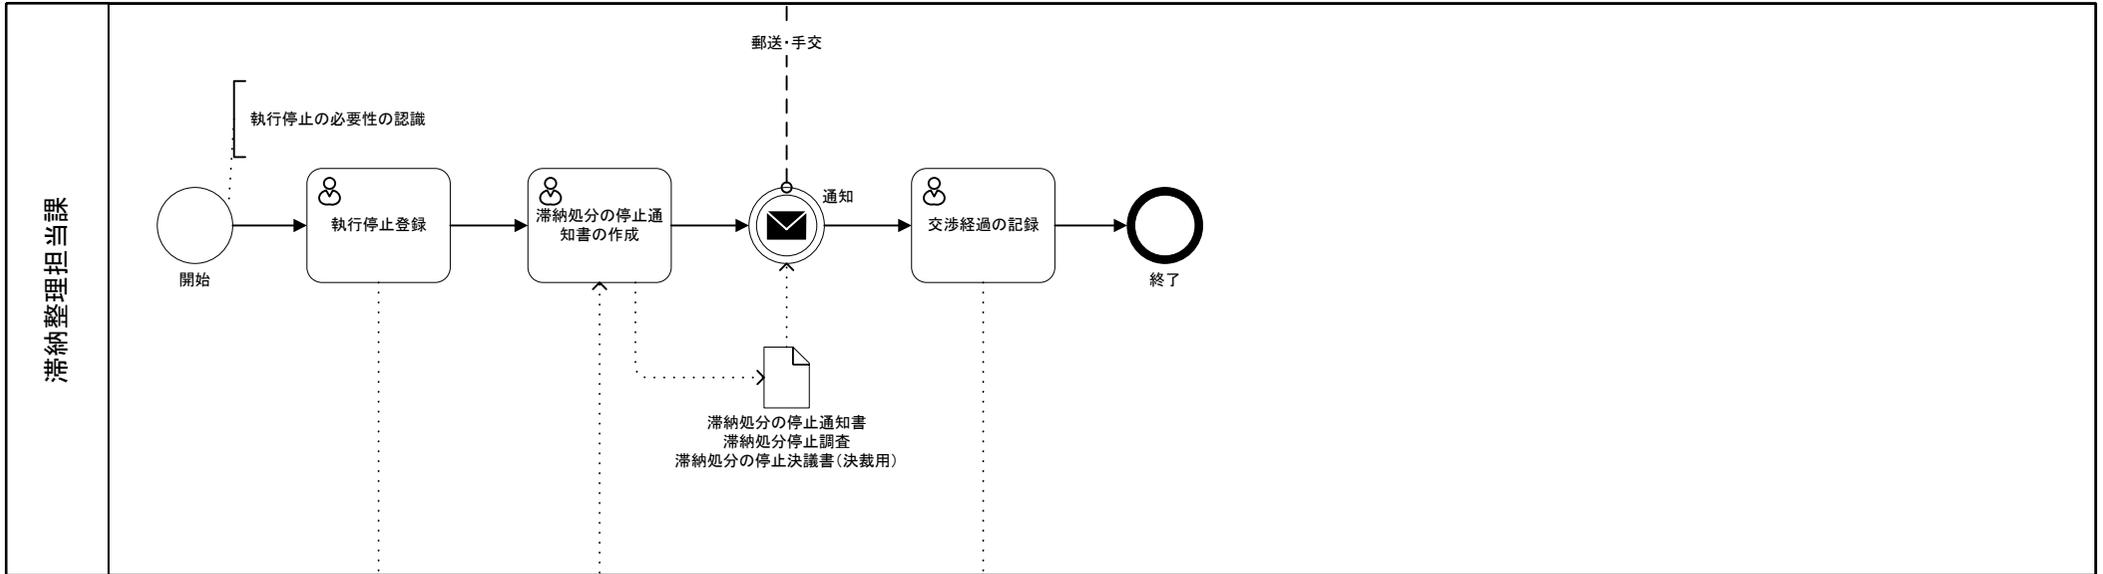 滞納整理担当課
郵送・手交
執行停止の必要性の認識
開始
執行停止登録
滞納処分の停止通
知書の作成
通知
交渉経過の記録
終了
滞納処分の停止通知書
滞納処分停止調査
滞納処分の停止決議書（決裁用）